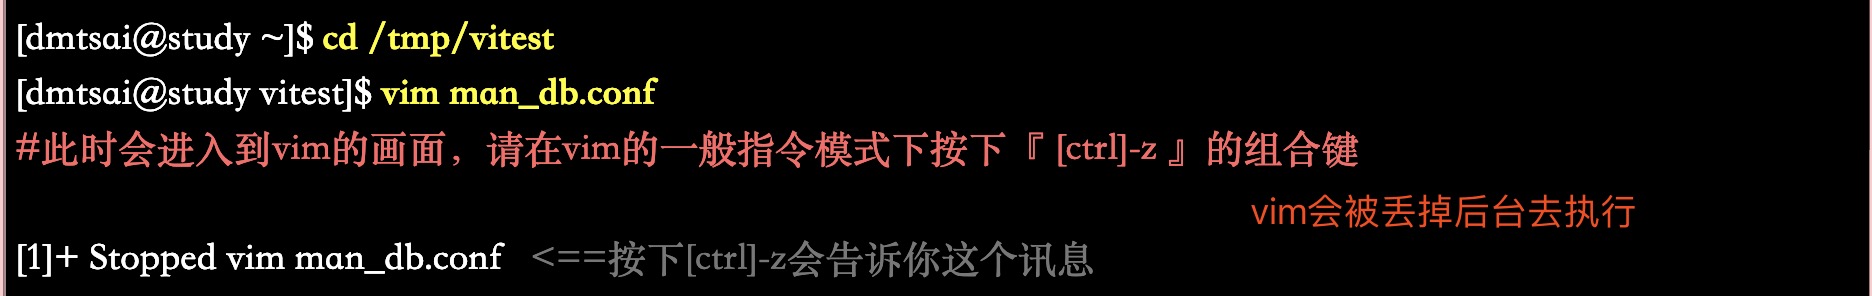 [dmtsai@study ~]$ cd /tmp/vitest
[dmtsai@study vitest]$ vim man_db.conf
#此时会进入到vim的画面，请在vim的一般指令模式下按下『 [ctrl]-z 』的组合键
vim会被丢掉后台去执行
[1]+ Stopped vim man_db.conf <==按下[ctrl]-z会告诉你这个讯息